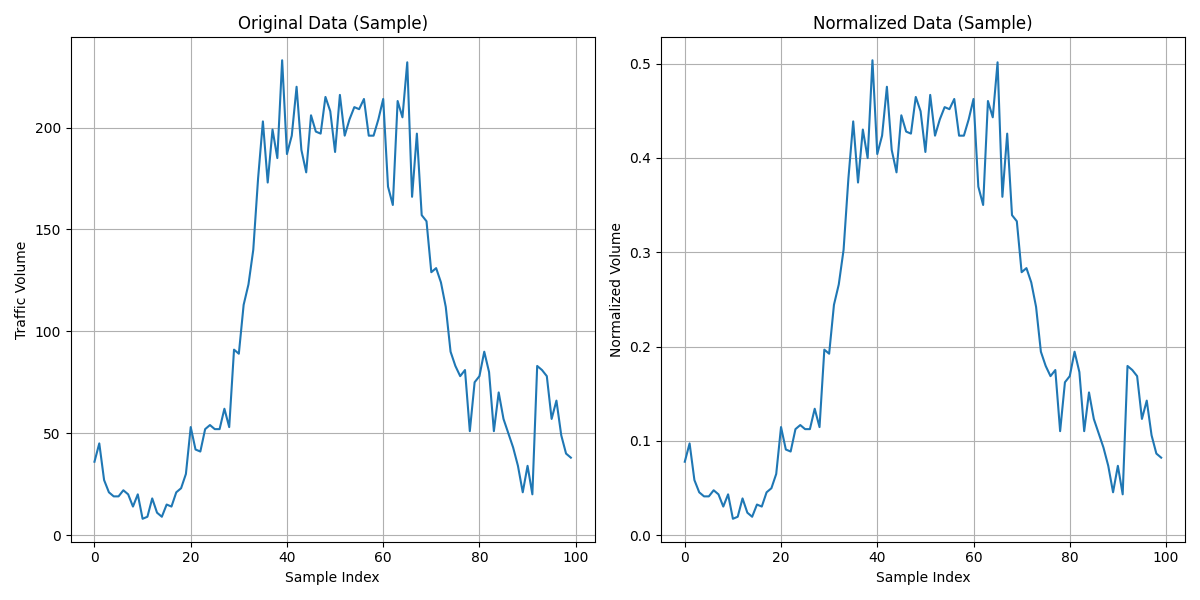 Original Data (Sample)
Traffic Volume
200
150
100
50
0
0 20 40 60 80 100
Sample Index
Normalized Data (Sample)
Normalized Volume
0.5
0.4
0.3
0.2
0.1
0.0
0 20 40 60 80 100
Sample Index